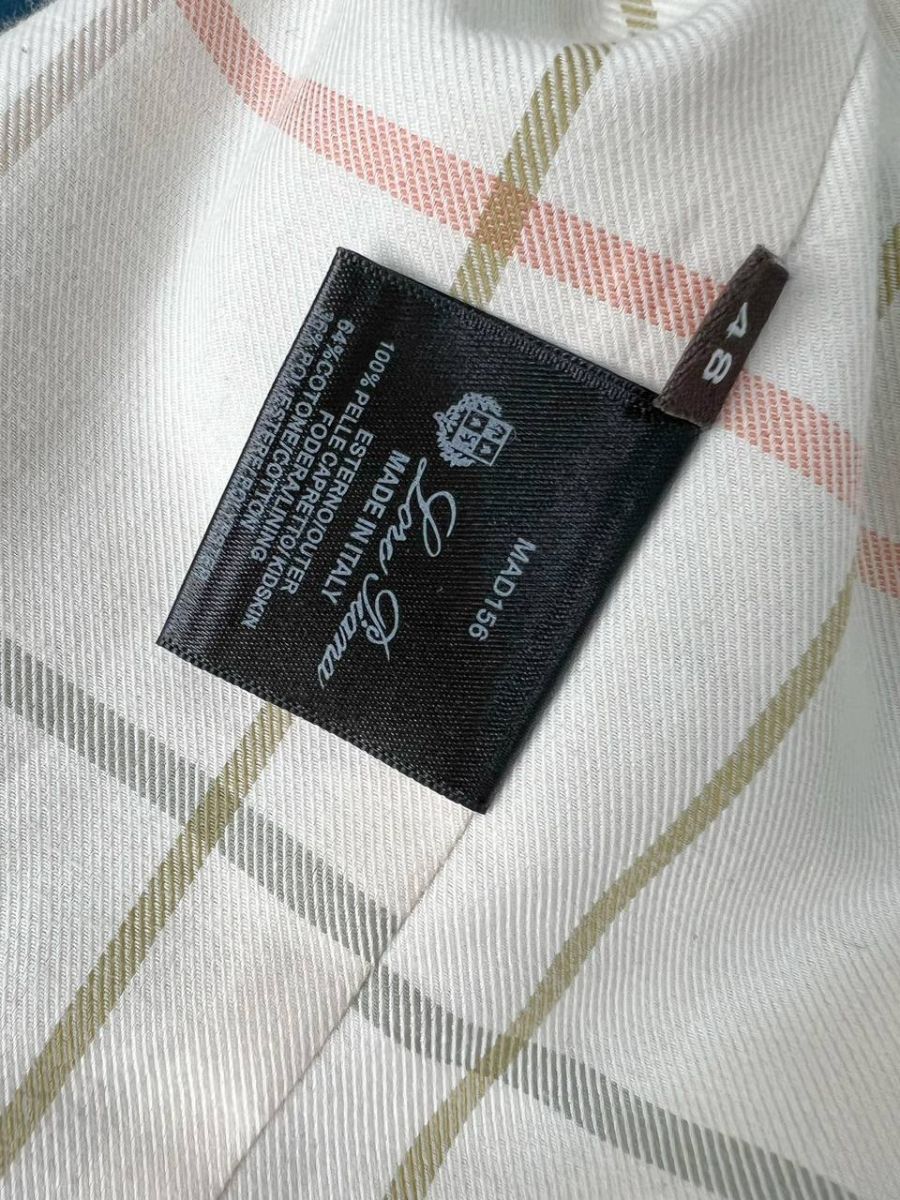 MAD156
Loro Piana
MADE IN ITALY
ESTERNO/OUTER
100% PELLE CAPRETTO/KIDSKIN
FODERA/LINING
64%COTONE/COTTON
48